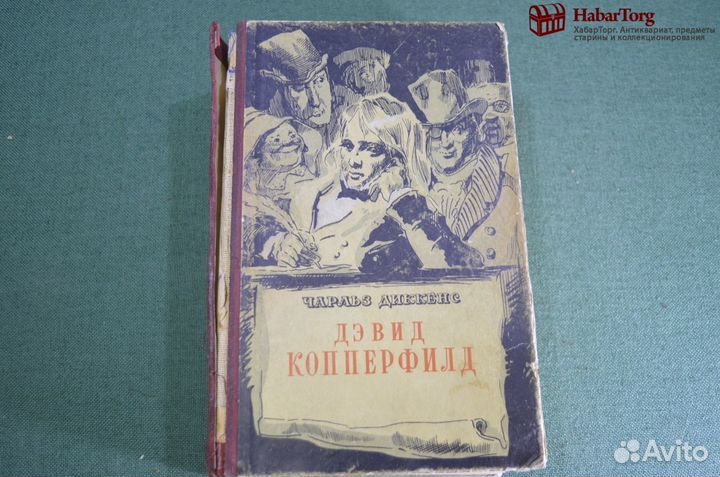 HabarTorg
ХабарТорг. Антиквариат, предметы
старины и коллекционирования
ЧАРЛЬЗ ДИККЕНС
ДЭВИД
КОППЕРФИЛД
Avito